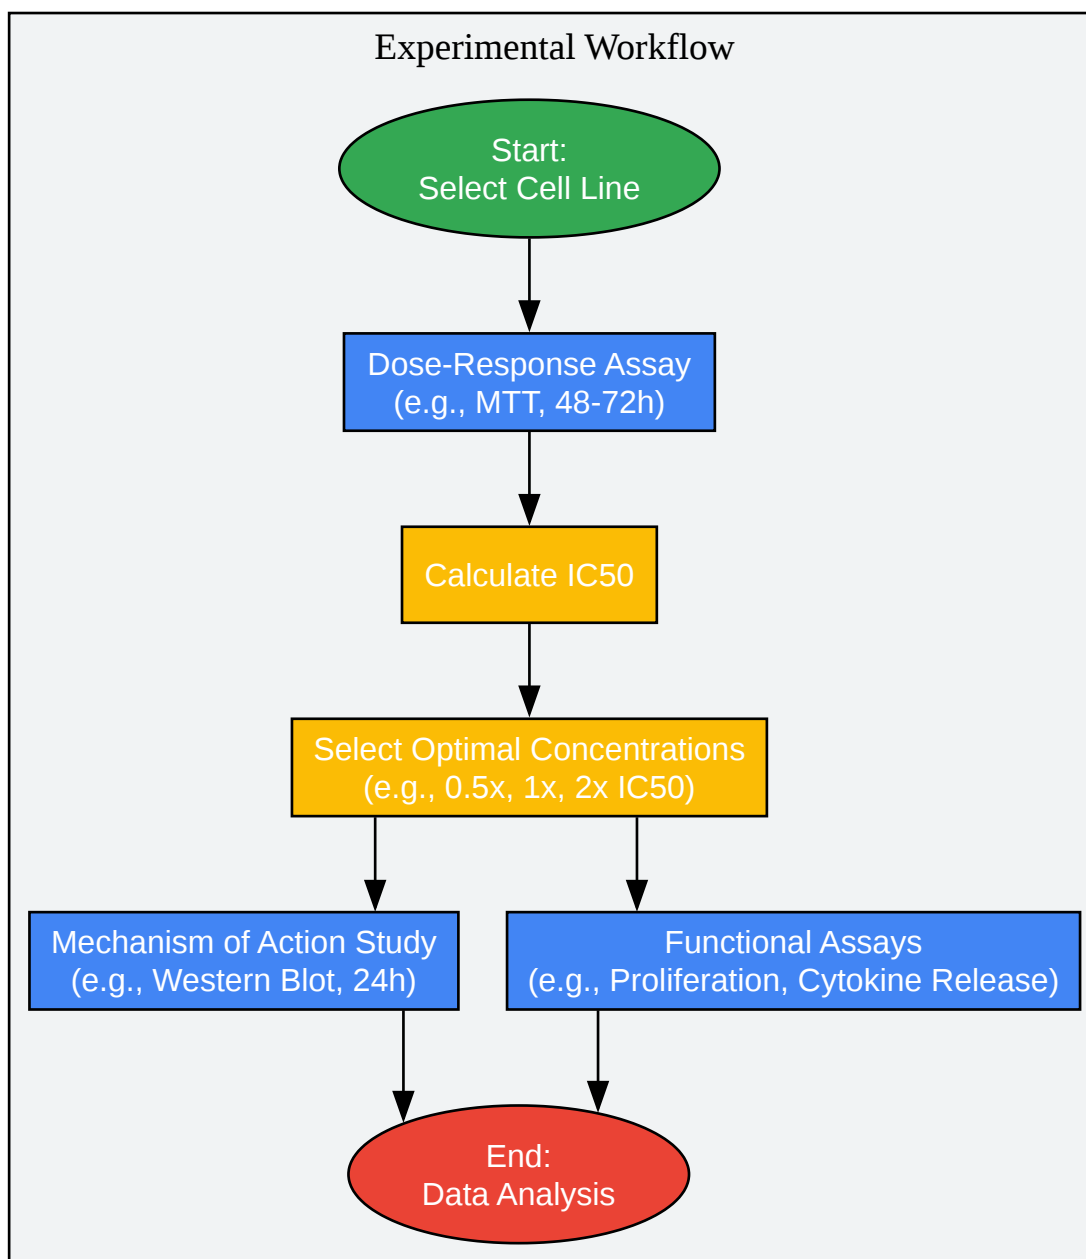 Experimental Workflow
Start:
Select Cell Line
Dose-Response Assay
(e.g., MTT, 48-72h)
Calculate IC50
Select Optimal Concentrations
(e.g., 0.5x, 1x, 2x IC50)
Mechanism of Action Study
(e.g., Western Blot, 24h)
Functional Assays
(e.g., Proliferation, Cytokine Release)
End:
Data Analysis